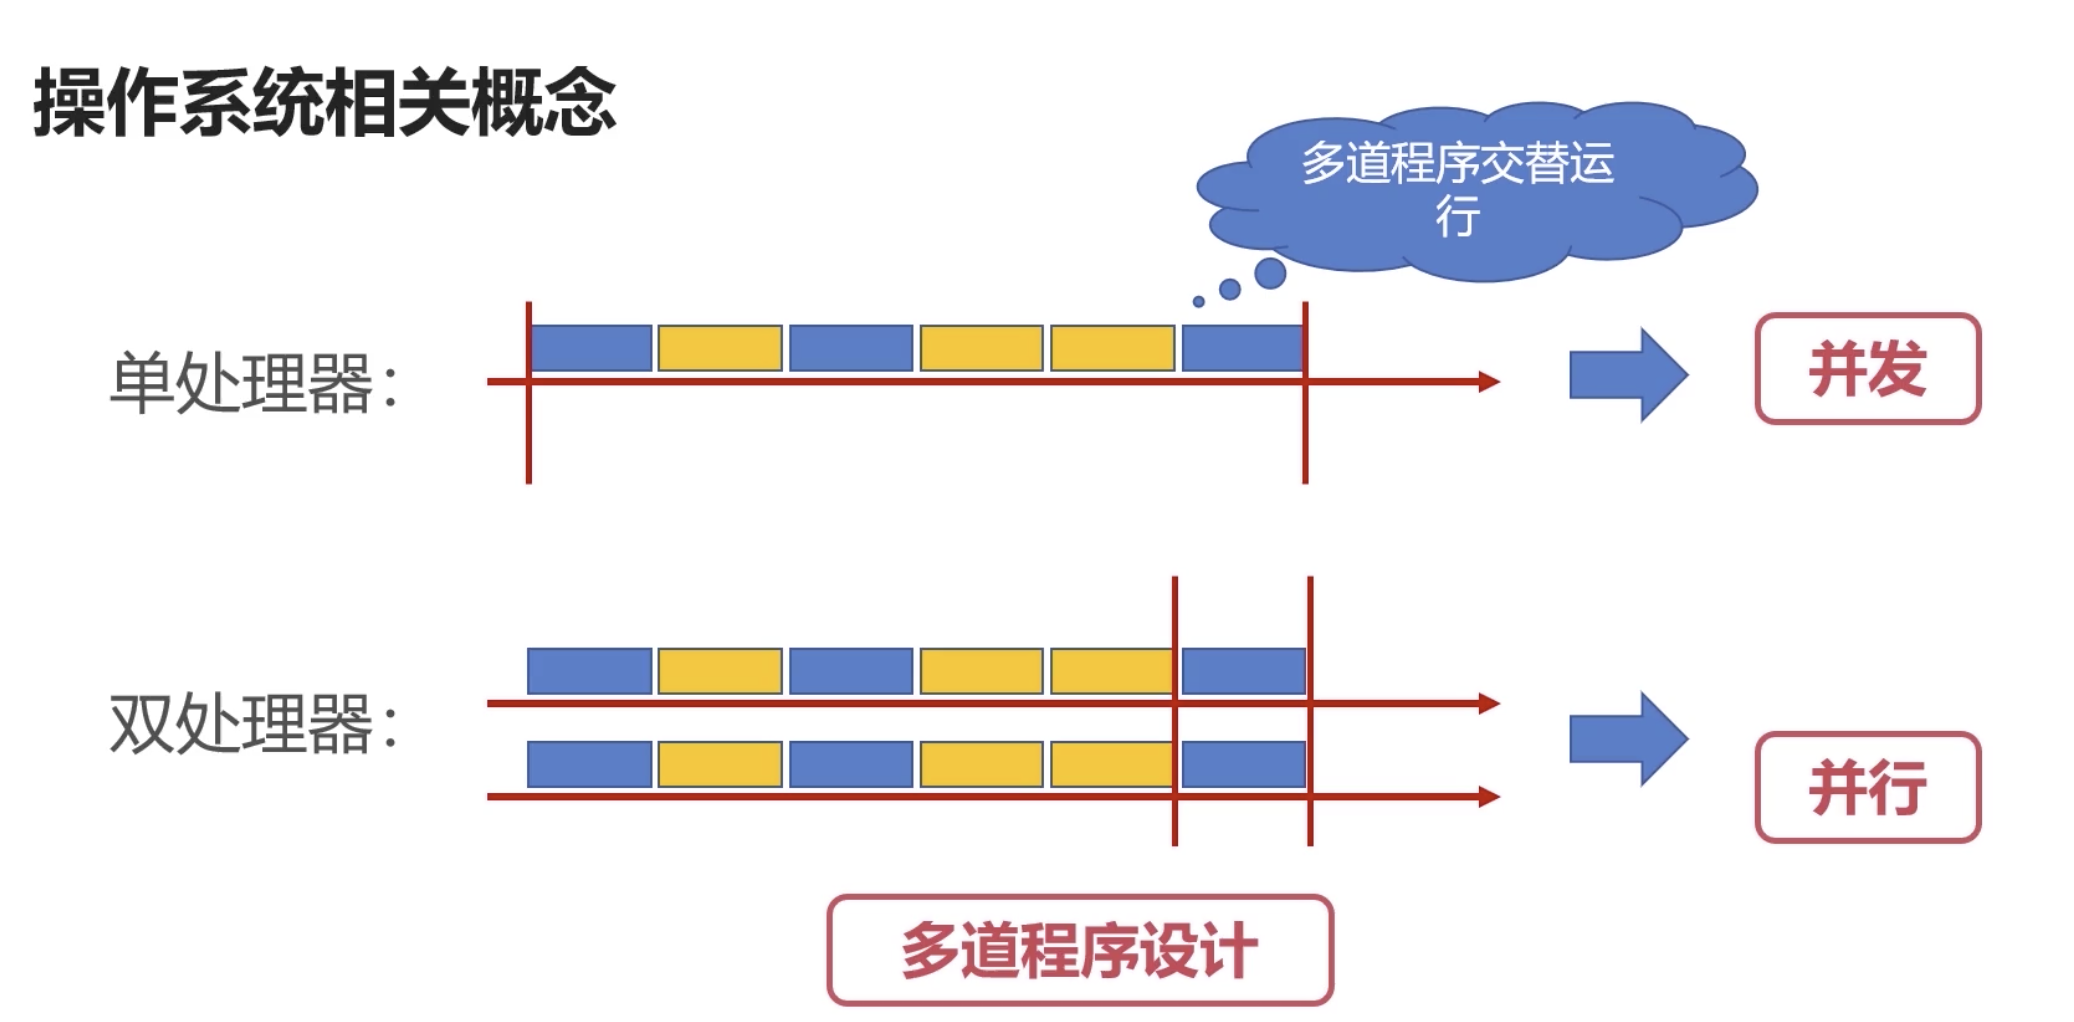 操作系统相关概念
多道程序交替运
行
单处理器：
并发
双处理器：
并行
多道程序设计